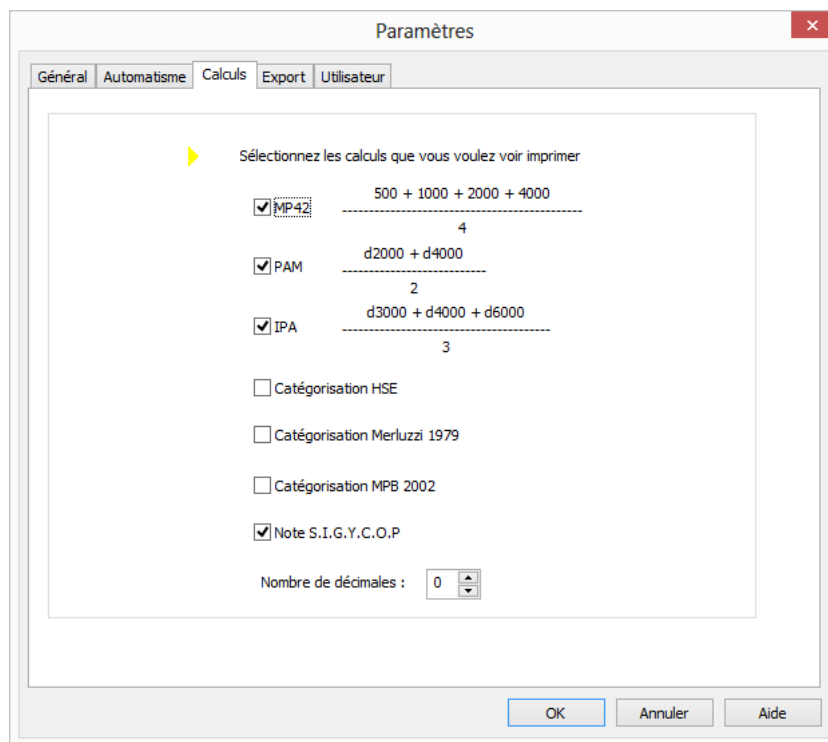 Paramètres
Général Automatisme Calculs Export Utilisateur
Sélectionnez les calculs que vous voulez voir imprimer
MP42
500 + 1000 + 2000 + 4000
---------------------------------------------
4
PAM
d2000 + d4000
---------------------------
2
IPA
d3000 + d4000 + d6000
---------------------------------------
3
Catégorisation HSE
Catégorisation Merluzzi 1979
Catégorisation MPB 2002
Note S.I.G.Y.C.O.P
Nombre de décimales : 0
OK Annuler Aide